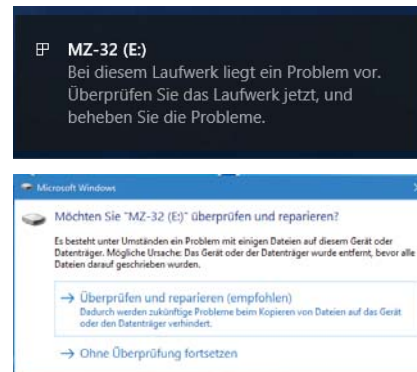 MZ-32 (E:)
Bei diesem Laufwerk liegt ein Problem vor.
Überprüfen Sie das Laufwerk jetzt, und
beheben Sie die Probleme.
Microsoft Windows
Möchten Sie "MZ-32 (E:)" überprüfen und reparieren?
Es besteht unter Umständen ein Problem mit einigen Dateien auf diesem Gerät oder
Datenträger. Mögliche Ursache: Das Gerät oder der Datenträger wurde entfernt, bevor alle
Dateien darauf geschrieben wurden.
→ Überprüfen und reparieren (empfohlen)
Dadurch werden zukünftige Probleme beim Kopieren von Dateien auf das Gerät
oder den Datenträger verhindert.
→ Ohne Überprüfung fortsetzen